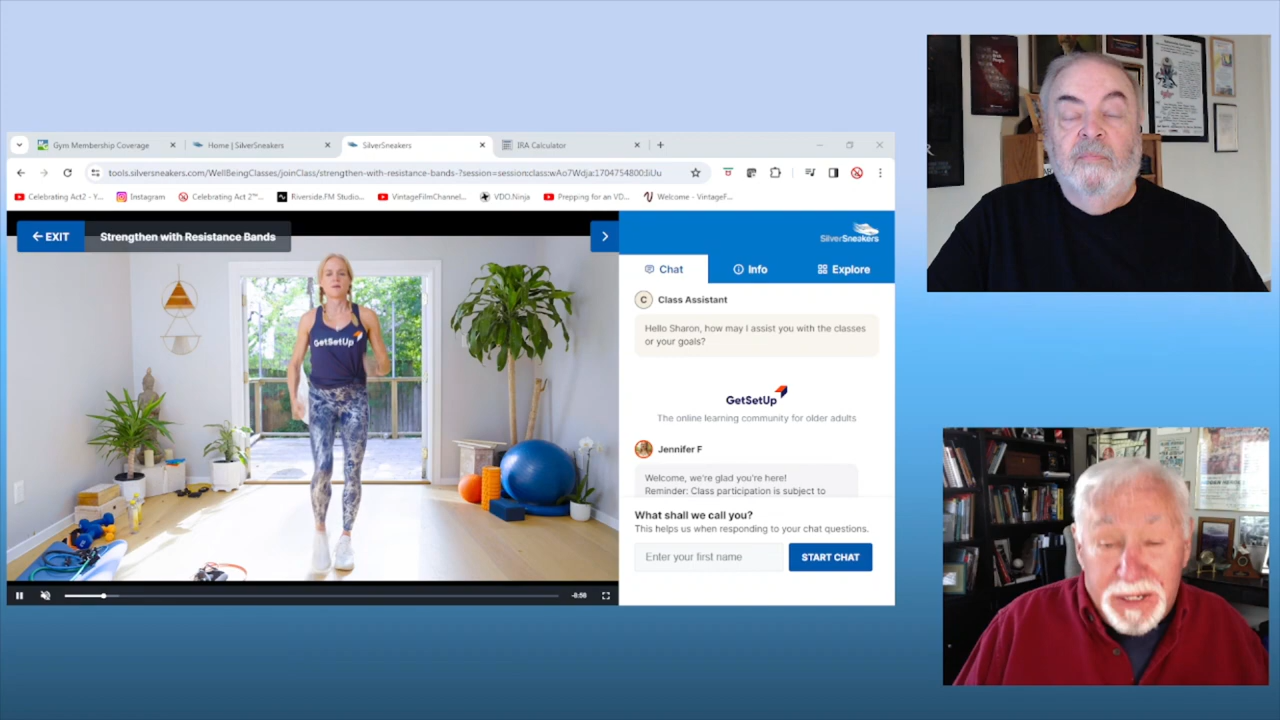 Gym Membership Coverage
Home | SilverSneakers
SilverSneakers
IRA Calculator
tools.silversneakers.com/WellBeingClasses/joinClass/strengthen-with-resistance-bands-?session=session:class:wAo7Wdja:1704754800:liUu
Celebrating Act2 - Y...
Instagram
Celebrating Act 2™...
Riverside.FM Studio...
VintageFilmChannel...
VDO.Ninja
Prepping for an VD...
Welcome - VintageF...
EXIT
Strengthen with Resistance Bands
SilverSneakers
Chat
Info
Explore
C Class Assistant
Hello Sharon, how may I assist you with the classes
or your goals?
GetSetUp
GetSetUp
The online learning community for older adults
Jennifer F
Welcome, we're glad you're here!
Reminder: Class participation is subject to
What shall we call you?
This helps us when responding to your chat questions.
Enter your first name
START CHAT